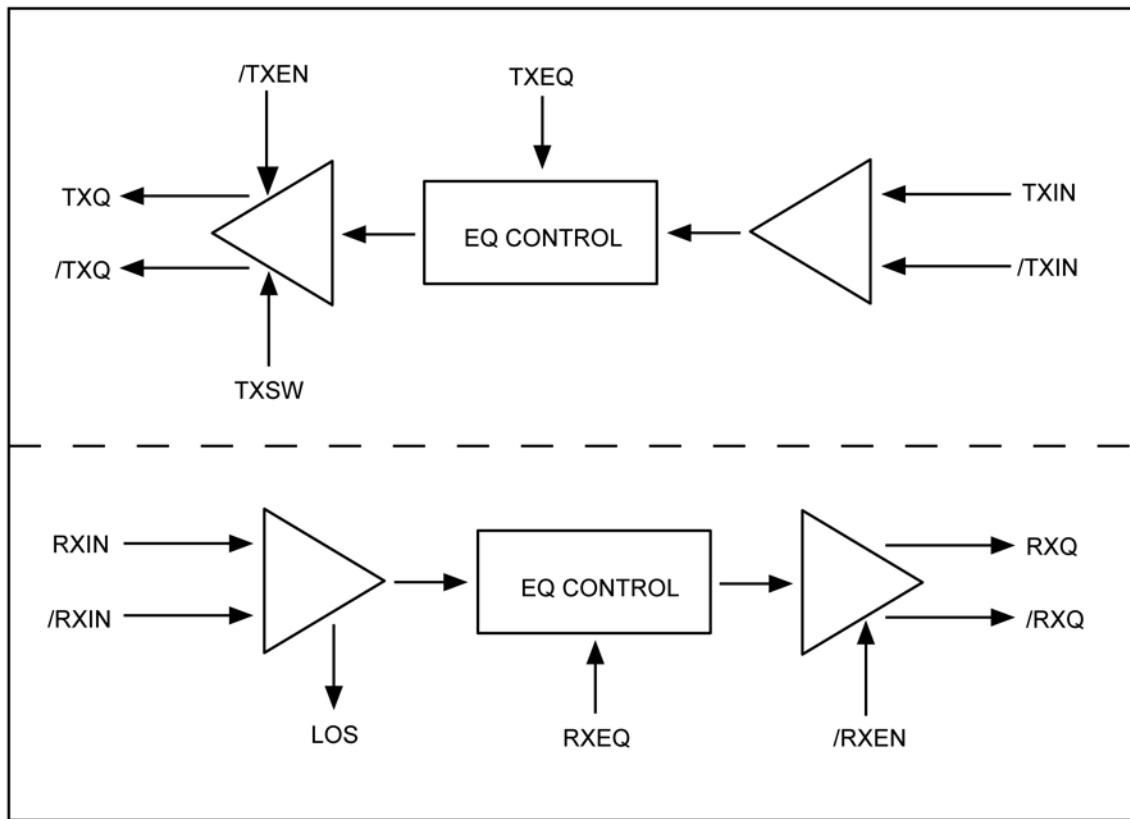 /TXEN
TXEQ
TXQ
TXIN
EQ CONTROL
/TXQ
/TXIN
TXSW
RXIN
RXQ
EQ CONTROL
/RXIN
/RXQ
LOS
RXEQ
/RXEN